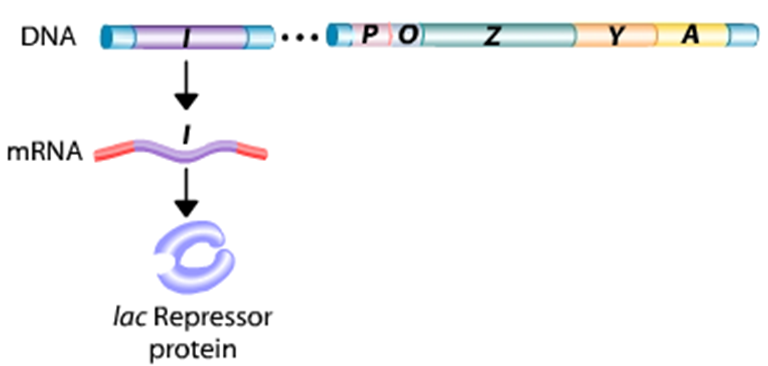 DNA I ••• P O Z Y A
I
mRNA
lac Repressor
protein